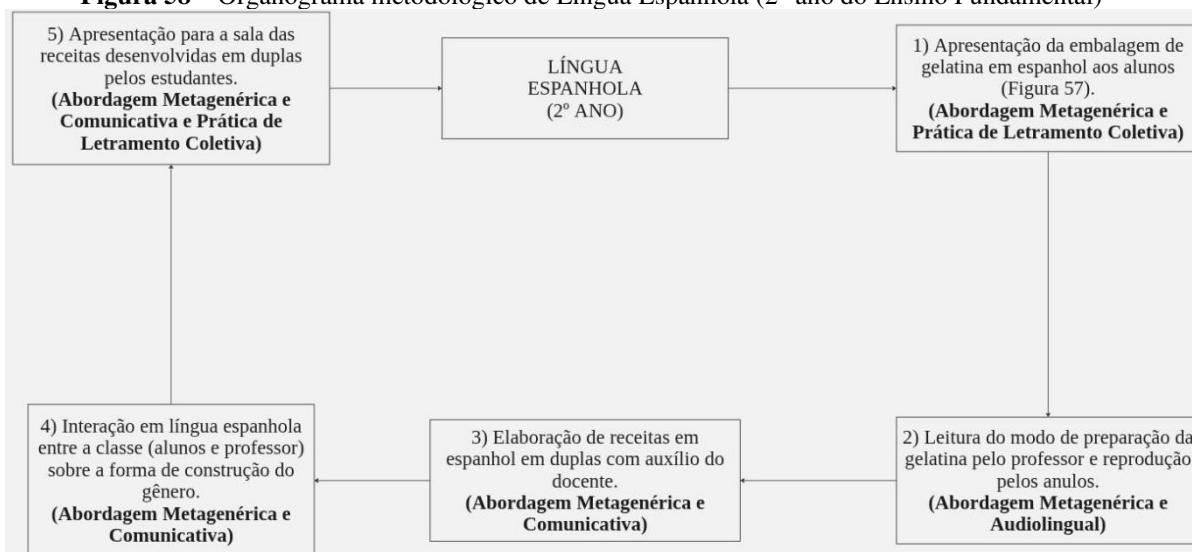 Figura 58 – Organograma metodológico de Língua Espanhola (2º ano do Ensino Fundamental)
LÍNGUA
ESPANHOLA
(2º ANO)
1) Apresentação da embalagem de
gelatina em espanhol aos alunos
(Figura 57).
(Abordagem Metagenérica e
Prática de Letramento Coletiva)
2) Leitura do modo de preparação da
gelatina pelo professor e reprodução
pelos anulos.
(Abordagem Metagenérica e
Audiolingual)
3) Elaboração de receitas em
espanhol em duplas com auxílio do
docente.
(Abordagem Metagenérica e
Comunicativa)
4) Interação em língua espanhola
entre a classe (alunos e professor)
sobre a forma de construção do
gênero.
(Abordagem Metagenérica e
Comunicativa)
5) Apresentação para a sala das
receitas desenvolvidas em duplas
pelos estudantes.
(Abordagem Metagenérica e
Comunicativa e Prática de
Letramento Coletiva)